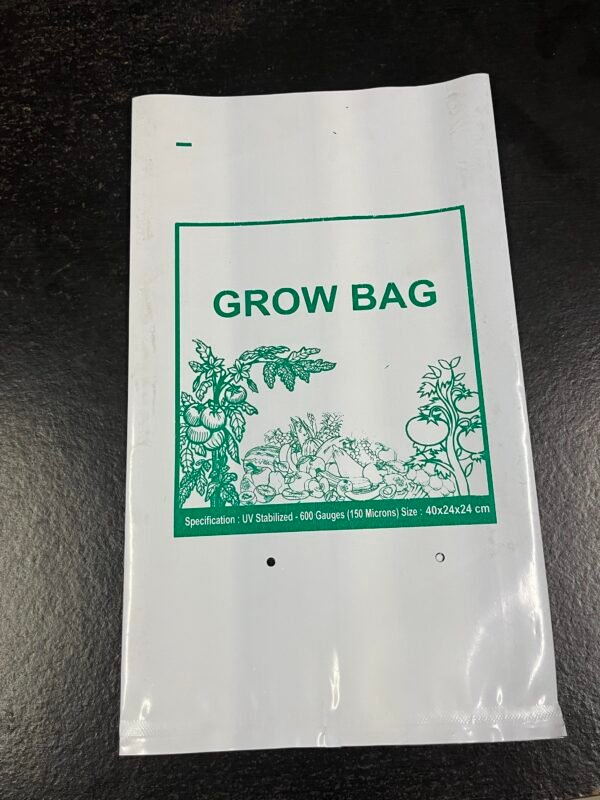 GROW BAG
Specification : UV Stabilized - 600 Gauges (150 Microns) Size : 40x24x24 cm